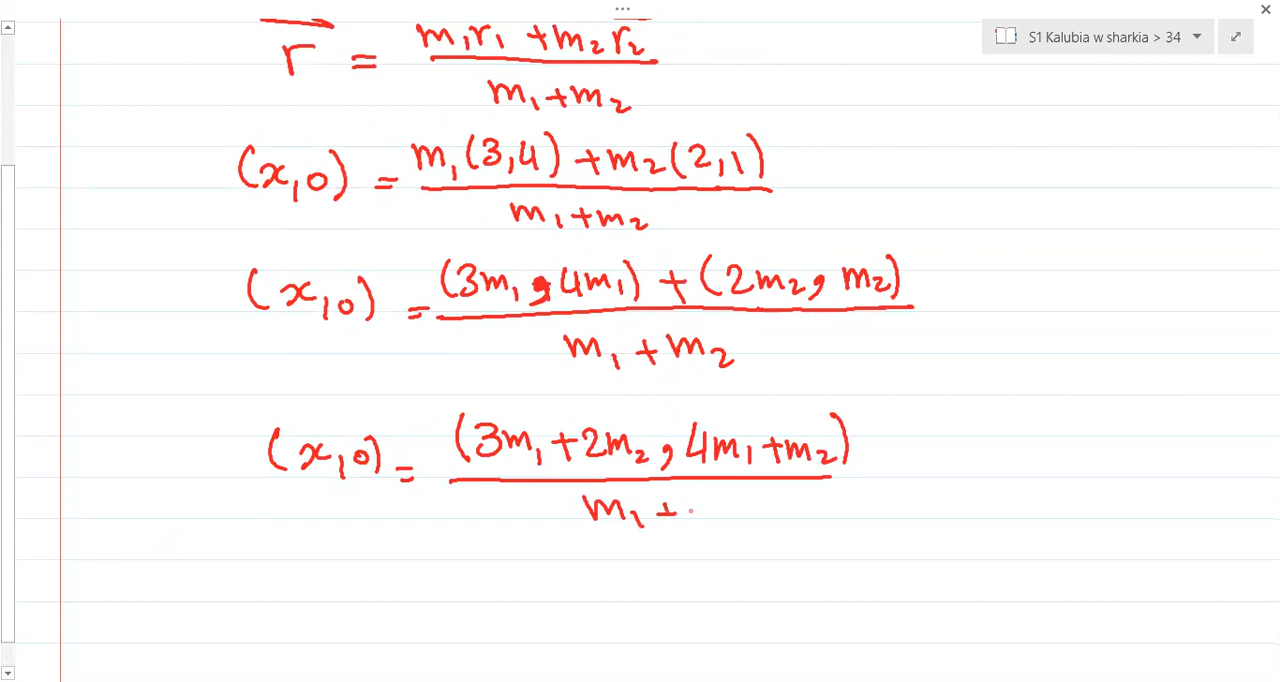 S1 Kalubia w sharkia > 34
r = m₁r₁ + m₂r₂
m₁ + m₂
(x, 0) = m₁(3, 4) + m₂(2, 1)
m₁ + m₂
(x, 0) = (3m₁, 4m₁) + (2m₂, m₂)
m₁ + m₂
(x, 0) = (3m₁ + 2m₂, 4m₁ + m₂)
m₁ +